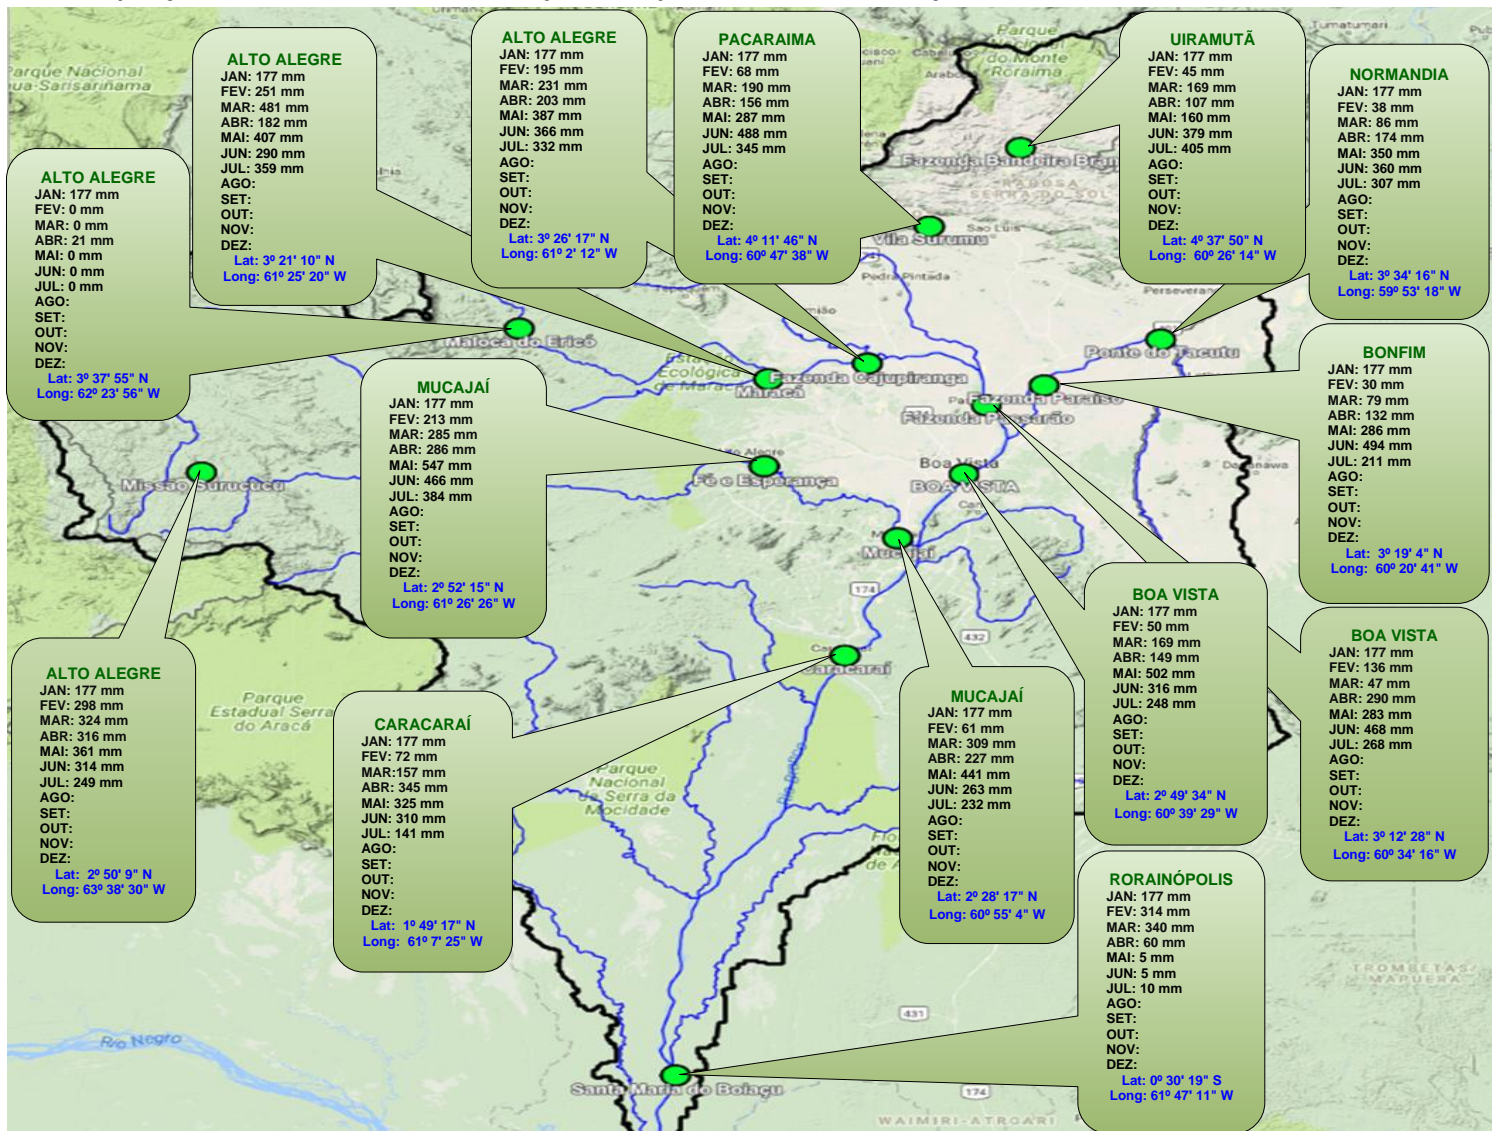 ALTO ALEGRE
JAN: 177 mm
FEV: 0 mm
MAR: 0 mm
ABR: 21 mm
MAI: 0 mm
JUN: 0 mm
JUL: 0 mm
AGO:
SET:
OUT:
NOV:
DEZ:
Lat: 3º 37' 55" N
Long: 62º 23' 56" W
ALTO ALEGRE
JAN: 177 mm
FEV: 251 mm
MAR: 481 mm
ABR: 182 mm
MAI: 407 mm
JUN: 290 mm
JUL: 359 mm
AGO:
SET:
OUT:
NOV:
DEZ:
Lat: 3º 21' 10" N
Long: 61º 25' 20" W
ALTO ALEGRE
JAN: 177 mm
FEV: 195 mm
MAR: 231 mm
ABR: 203 mm
MAI: 387 mm
JUN: 366 mm
JUL: 332 mm
AGO:
SET:
OUT:
NOV:
DEZ:
Lat: 3º 26' 17" N
Long: 61º 2' 12" W
PACARAIMA
JAN: 177 mm
FEV: 68 mm
MAR: 190 mm
ABR: 156 mm
MAI: 287 mm
JUN: 488 mm
JUL: 345 mm
AGO:
SET:
OUT:
NOV:
DEZ:
Lat: 4º 11' 46" N
Long: 60º 47' 38" W
UIRAMUTÃ
JAN: 177 mm
FEV: 45 mm
MAR: 169 mm
ABR: 107 mm
MAI: 160 mm
JUN: 379 mm
JUL: 405 mm
AGO:
SET:
OUT:
NOV:
DEZ:
Lat: 4º 37' 50" N
Long: 60º 26' 14" W
NORMANDIA
JAN: 177 mm
FEV: 38 mm
MAR: 86 mm
ABR: 174 mm
MAI: 350 mm
JUN: 360 mm
JUL: 307 mm
AGO:
SET:
OUT:
NOV:
DEZ:
Lat: 3º 34' 16" N
Long: 59º 53' 18" W
BONFIM
JAN: 177 mm
FEV: 30 mm
MAR: 79 mm
ABR: 132 mm
MAI: 286 mm
JUN: 494 mm
JUL: 211 mm
AGO:
SET:
OUT:
NOV:
DEZ:
Lat: 3º 19' 4" N
Long: 60º 20' 41" W
MUCAJAÍ
JAN: 177 mm
FEV: 213 mm
MAR: 285 mm
ABR: 286 mm
MAI: 547 mm
JUN: 466 mm
JUL: 384 mm
AGO:
SET:
OUT:
NOV:
DEZ:
Lat: 2º 52' 15" N
Long: 61º 26' 26" W
ALTO ALEGRE
JAN: 177 mm
FEV: 298 mm
MAR: 324 mm
ABR: 316 mm
MAI: 361 mm
JUN: 314 mm
JUL: 249 mm
AGO:
SET:
OUT:
NOV:
DEZ:
Lat: 2º 50' 9" N
Long: 63º 38' 30" W
CARACARAÍ
JAN: 177 mm
FEV: 72 mm
MAR:157 mm
ABR: 345 mm
MAI: 325 mm
JUN: 310 mm
JUL: 141 mm
AGO:
SET:
OUT:
NOV:
DEZ:
Lat: 1º 49' 17" N
Long: 61º 7' 25" W
MUCAJAÍ
JAN: 177 mm
FEV: 61 mm
MAR: 309 mm
ABR: 227 mm
MAI: 441 mm
JUN: 263 mm
JUL: 232 mm
AGO:
SET:
OUT:
NOV:
DEZ:
Lat: 2º 28' 17" N
Long: 60º 55' 4" W
BOA VISTA
JAN: 177 mm
FEV: 50 mm
MAR: 169 mm
ABR: 149 mm
MAI: 502 mm
JUN: 316 mm
JUL: 248 mm
AGO:
SET:
OUT:
NOV:
DEZ:
Lat: 2º 49' 34" N
Long: 60º 39' 29" W
BOA VISTA
JAN: 177 mm
FEV: 136 mm
MAR: 47 mm
ABR: 290 mm
MAI: 283 mm
JUN: 468 mm
JUL: 268 mm
AGO:
SET:
OUT:
NOV:
DEZ:
Lat: 3º 12' 28" N
Long: 60º 34' 16" W
RORAINÓPOLIS
JAN: 177 mm
FEV: 314 mm
MAR: 340 mm
ABR: 60 mm
MAI: 5 mm
JUN: 5 mm
JUL: 10 mm
AGO:
SET:
OUT:
NOV:
DEZ:
Lat: 0º 30' 19" S
Long: 61º 47' 11" W
Parque Nacional
Parque
do Monte
Roraima
Tumatumari
RAPOSA
SERRA DO SOL
Vila Surumu
Sao Luis
Pedra Pintada
Maloca do Ericó
Estação
Ecológica
de Maracá
Maracá
Fazenda Cajupiranga
Ponte do Tacutu
Fazenda Paraíso
Fazenda Passarão
Missão Surucucu
Fé e Esperança
Boa Vista
BOA VISTA
Mucajaí
174
432
Caracaraí
Parque
Estadual Serra
do Aracá
Parque
Nacional
da Serra da
Mocidade
Rio Branco
Rio Negro
431
174
Santa Maria do Boiaçu
WAIMIRI-ATROARI
TROMBETAS/
MAPUERA